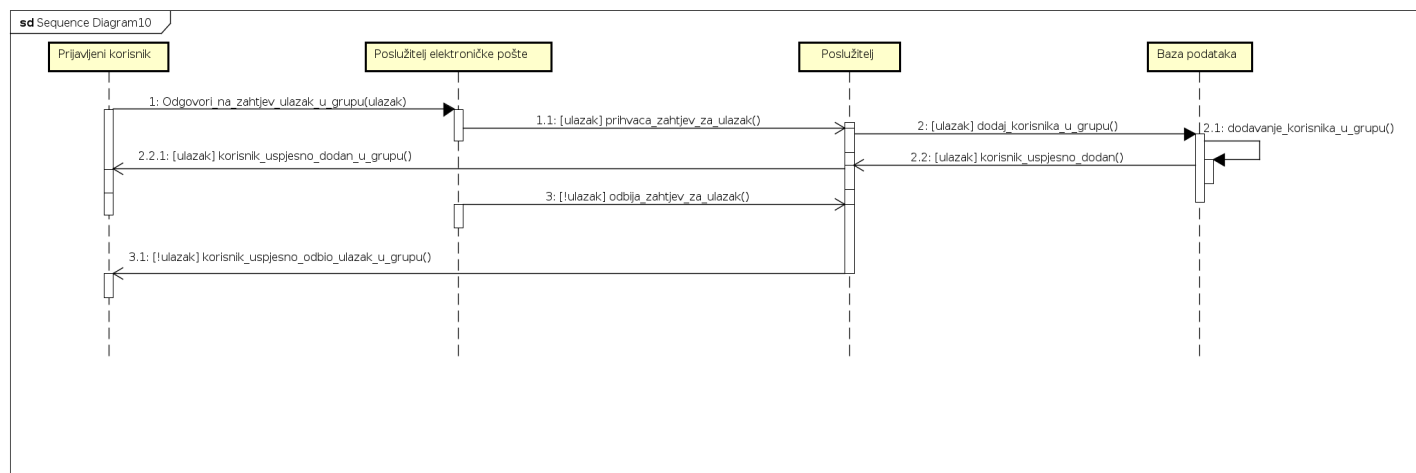 sd Sequence Diagram10
Prijavljeni korisnik
Poslužitelj elektroničke pošte
Poslužitelj
Baza podataka
1: Odgovori_na_zahtjev_ulazak_u_grupu(ulazak)
1.1: [ulazak] prihvaca_zahtjev_za_ulazak()
2: [ulazak] dodaj_korisnika_u_grupu()
2.1: dodavanje_korisnika_u_grupu()
2.2.1: [ulazak] korisnik_uspjesno_dodan_u_grupu()
2.2: [ulazak] korisnik_uspjesno_dodan()
3: [!ulazak] odbija_zahtjev_za_ulazak()
3.1: [!ulazak] korisnik_uspjesno_odbio_ulazak_u_grupu()